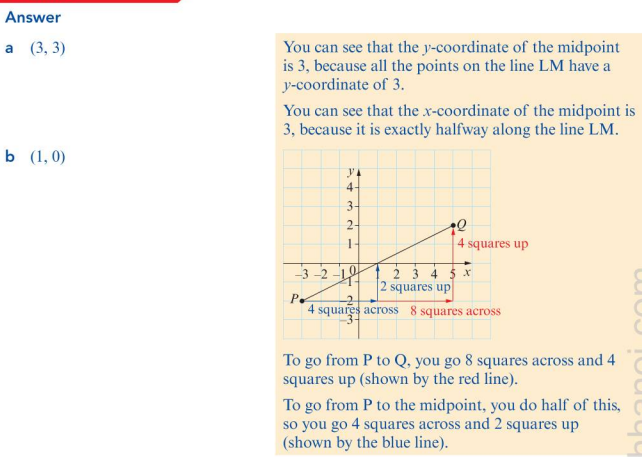 Answer
a (3, 3)
You can see that the y-coordinate of the midpoint
is 3, because all the points on the line LM have a
y-coordinate of 3.
You can see that the x-coordinate of the midpoint is
3, because it is exactly halfway along the line LM.
b (1, 0)
y
4
3
2
Q
1
4 squares up
–3 –2 –1 0 1 2 3 4 5 x
–1
2 squares up
P
–2
4 squares across 8 squares across
–3
To go from P to Q, you go 8 squares across and 4
squares up (shown by the red line).
To go from P to the midpoint, you do half of this,
so you go 4 squares across and 2 squares up
(shown by the blue line).